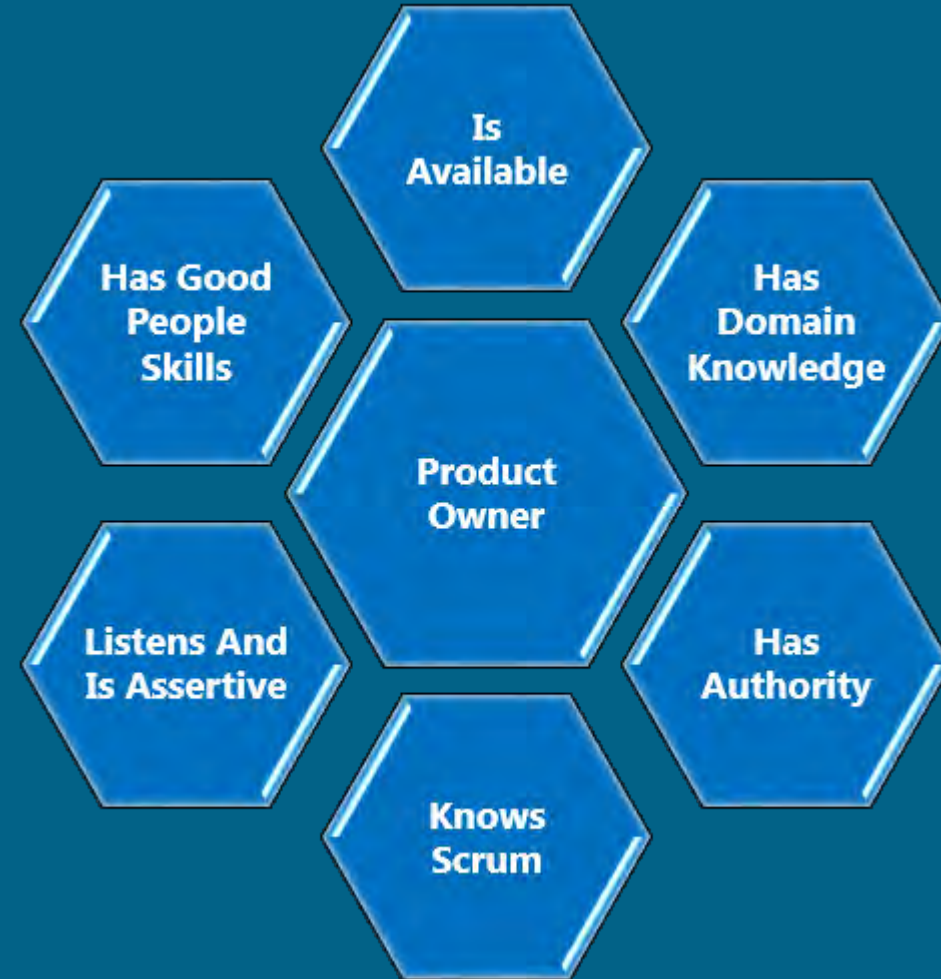 Is
Available
Has Good
People
Skills
Has
Domain
Knowledge
Product
Owner
Listens And
Is Assertive
Has
Authority
Knows
Scrum